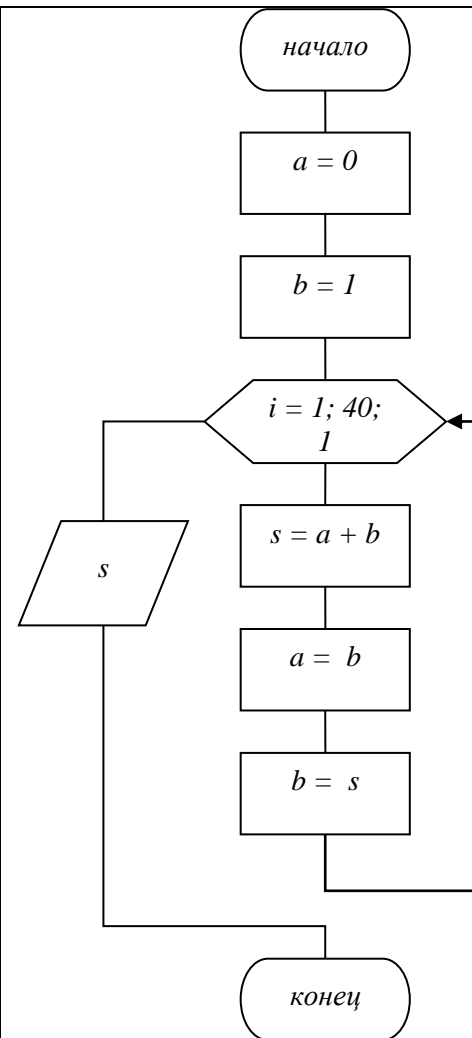 начало
a = 0
b = 1
i = 1; 40;
1
s = a + b
s
a = b
b = s
конец